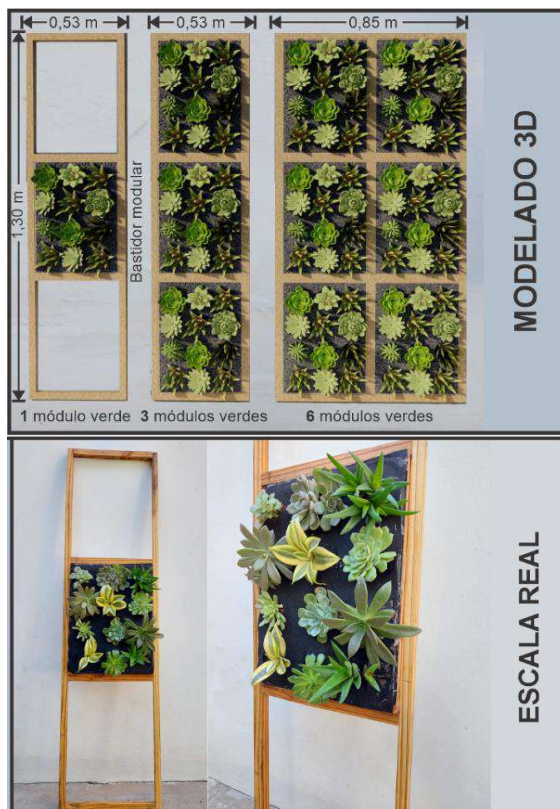 0,53 m
0,53 m
0,85 m
1,30 m
Bastidor modular
1 módulo verde
3 módulos verdes
6 módulos verdes
MODELADO 3D
ESCALA REAL